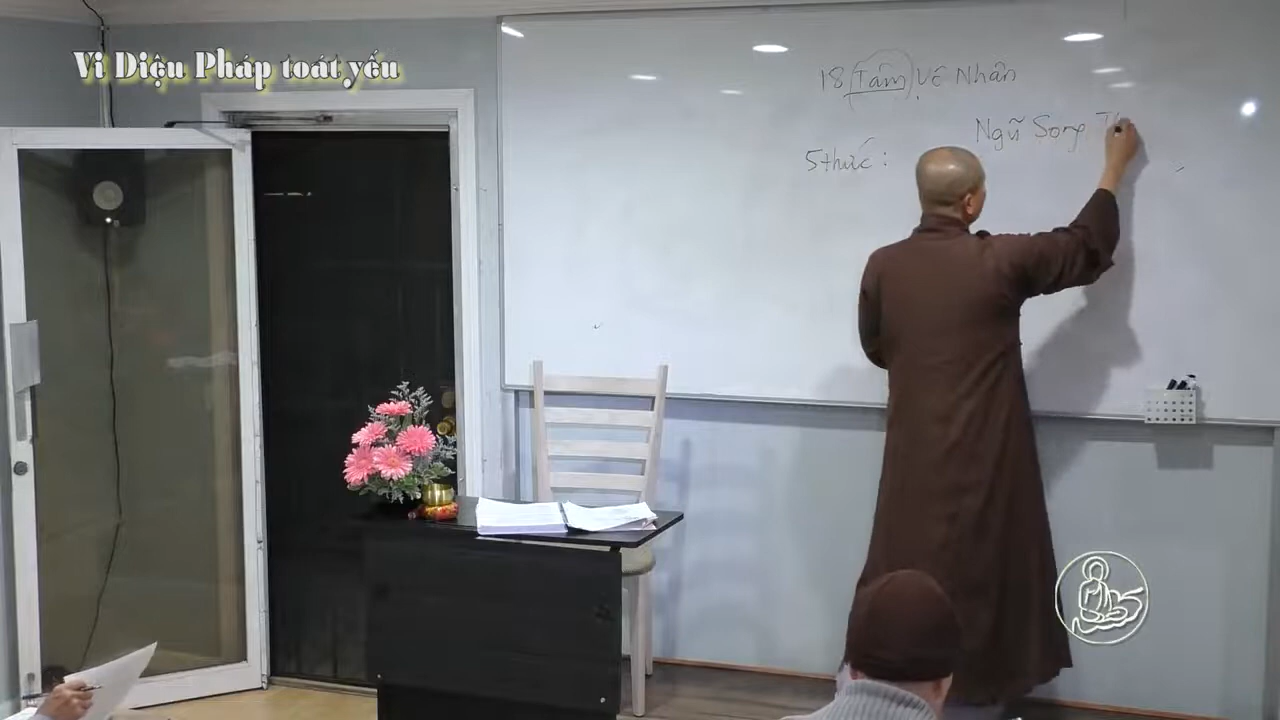 Vi Diệu Pháp toát yếu
18 Tâm Vô Nhân
Ngũ Song
5 thức :